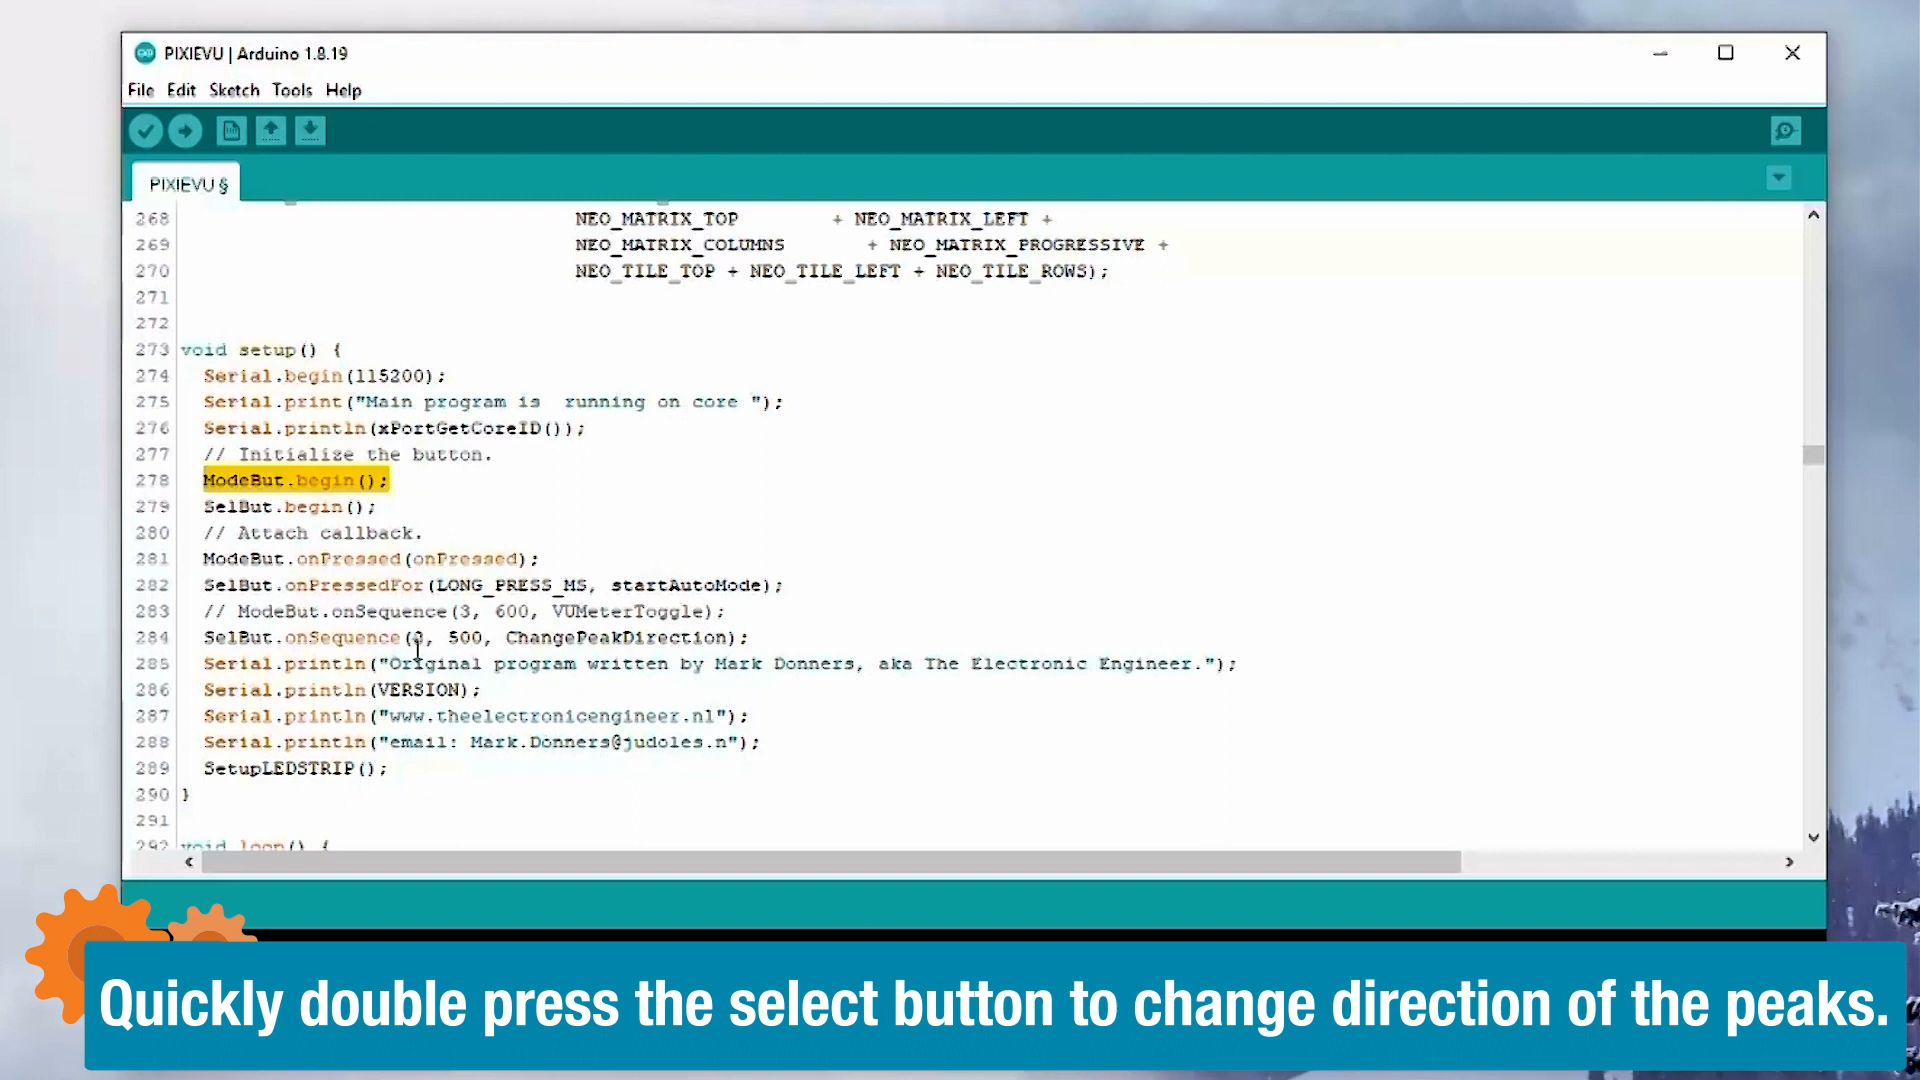 PIXIEVU | Arduino 1.8.19
File Edit Sketch Tools Help
PIXIEVU §
268 NEO_MATRIX_TOP + NEO_MATRIX_LEFT +
269 NEO_MATRIX_COLUMNS + NEO_MATRIX_PROGRESSIVE +
270 NEO_TILE_TOP + NEO_TILE_LEFT + NEO_TILE_ROWS);
271
272
273 void setup() {
274 Serial.begin(115200);
275 Serial.print("Main program is  running on core ");
276 Serial.println(xPortGetCoreID());
277 // Initialize the button.
278 ModeBut.begin();
279 SelBut.begin();
280 // Attach callback.
281 ModeBut.onPressed(onPressed);
282 SelBut.onPressedFor(LONG_PRESS_MS, startAutoMode);
283 // ModeBut.onSequence(3, 600, VUMeterToggle);
284 SelBut.onSequence( , 500, ChangePeakDirection);
285 Serial.println("Original program written by Mark Donners, aka The Electronic Engineer.");
286 Serial.println(VERSION);
287 Serial.println("www.theelectronicengineer.nl");
288 Serial.println("email: Mark.Donners@judoles.n");
289 SetupLEDSTRIP();
290 }
291
292 void loop() {
Quickly double press the select button to change direction of the peaks.